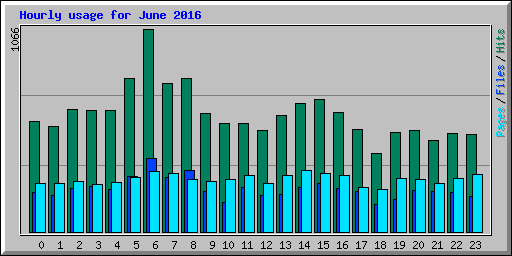 Hourly usage for June 2016
1066
Pages/Files/Hits
0 1 2 3 4 5 6 7 8 9 10 11 12 13 14 15 16 17 18 19 20 21 22 23